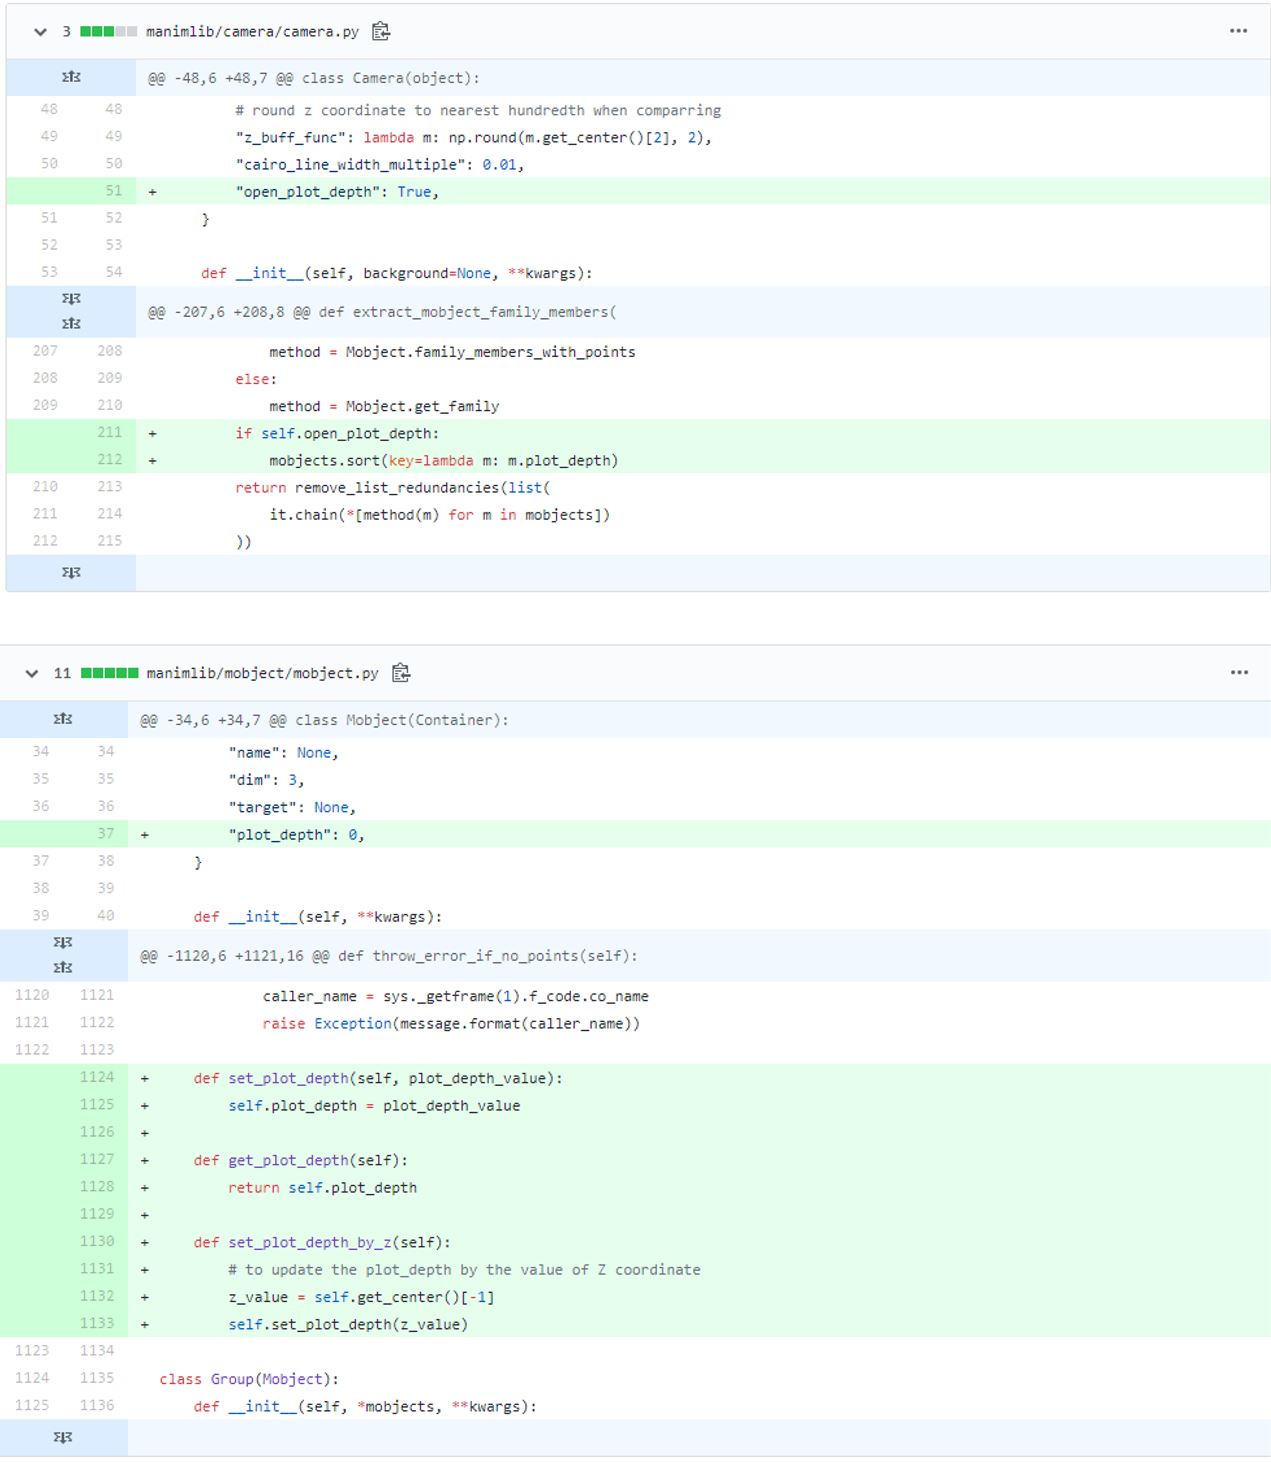 3 manimlib/camera/camera.py
@@ -48,6 +48,7 @@ class Camera(object):
48 48 # round z coordinate to nearest hundredth when comparring
49 49 "z_buff_func": lambda m: np.round(m.get_center()[2], 2),
50 50 "cairo_line_width_multiple": 0.01,
51 + "open_plot_depth": True,
51 52 }
52 53
53 54 def __init__(self, background=None, **kwargs):
@@ -207,6 +208,8 @@ def extract_mobject_family_members(
207 208 method = Mobject.family_members_with_points
208 209 else:
209 210 method = Mobject.get_family
211 + if self.open_plot_depth:
212 + mobjects.sort(key=lambda m: m.plot_depth)
210 213 return remove_list_redundancies(list(
211 214 it.chain(*[method(m) for m in mobjects])
212 215 ))
11 manimlib/mobject/mobject.py
@@ -34,6 +34,7 @@ class Mobject(Container):
34 34 "name": None,
35 35 "dim": 3,
36 36 "target": None,
37 + "plot_depth": 0,
37 38 }
38 39
39 40 def __init__(self, **kwargs):
@@ -1120,6 +1121,16 @@ def throw_error_if_no_points(self):
1120 1121 caller_name = sys._getframe(1).f_code.co_name
1121 1122 raise Exception(message.format(caller_name))
1122 1123
1124 + def set_plot_depth(self, plot_depth_value):
1125 + self.plot_depth = plot_depth_value
1126 +
1127 + def get_plot_depth(self):
1128 + return self.plot_depth
1129 +
1130 + def set_plot_depth_by_z(self):
1131 + # to update the plot_depth by the value of Z coordinate
1132 + z_value = self.get_center()[-1]
1133 + self.set_plot_depth(z_value)
1123 1134
1124 1135 class Group(Mobject):
1125 1136 def __init__(self, *mobjects, **kwargs):